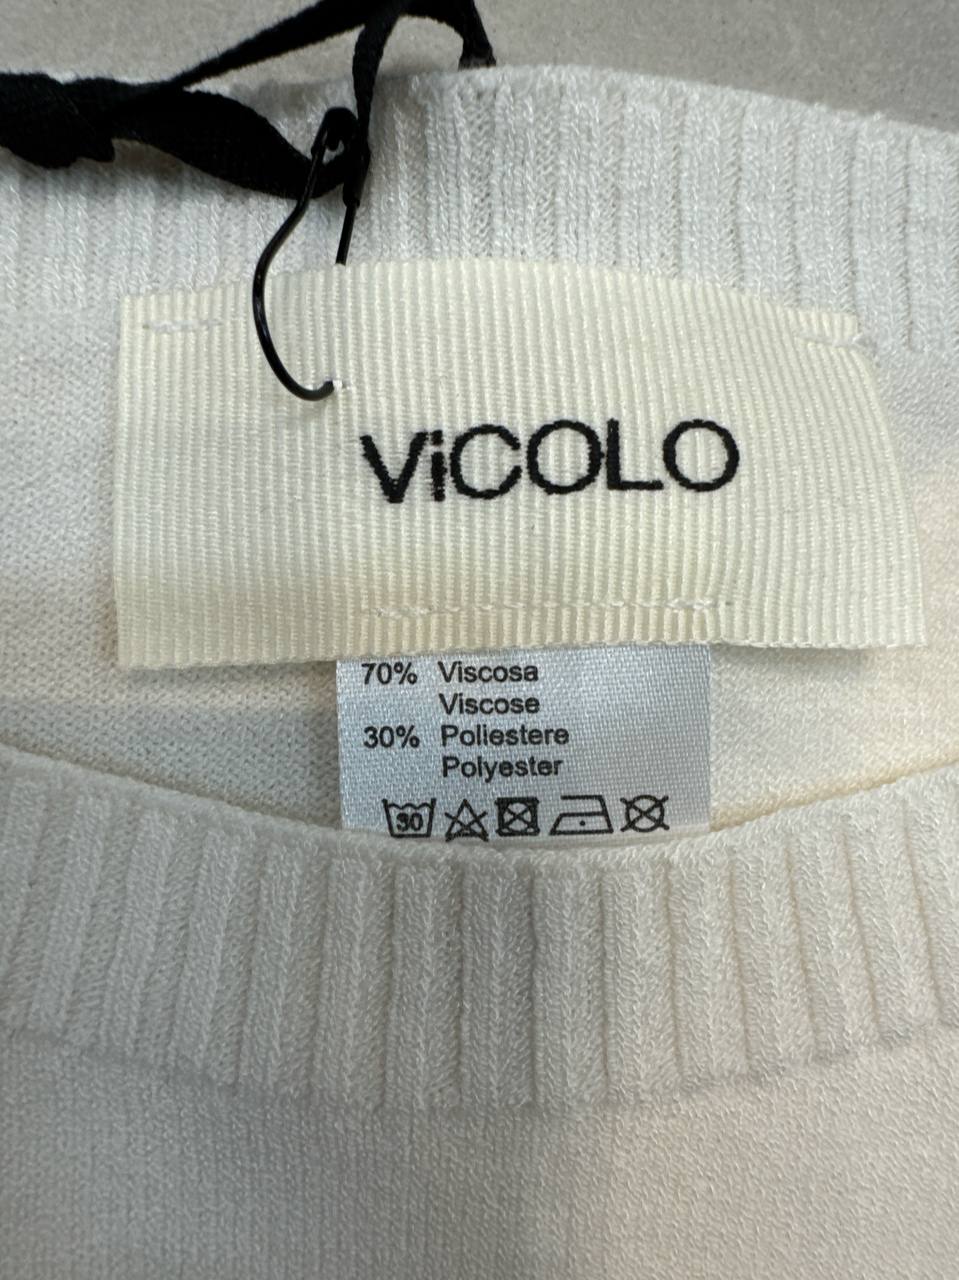 ViCOLO
70% Viscosa
Viscose
30% Poliestere
Polyester
30